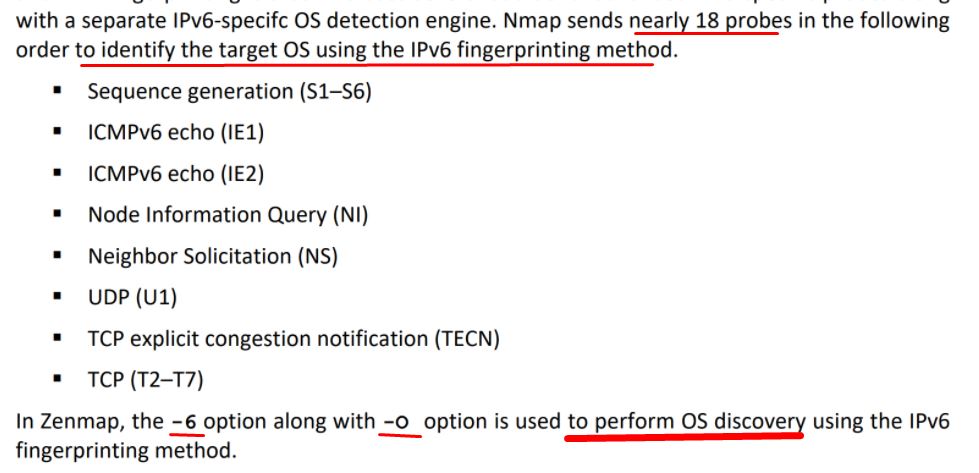 with a separate IPv6-specifc OS detection engine. Nmap sends nearly 18 probes in the following
order to identify the target OS using the IPv6 fingerprinting method.
▪ Sequence generation (S1–S6)
▪ ICMPv6 echo (IE1)
▪ ICMPv6 echo (IE2)
▪ Node Information Query (NI)
▪ Neighbor Solicitation (NS)
▪ UDP (U1)
▪ TCP explicit congestion notification (TECN)
▪ TCP (T2–T7)
In Zenmap, the -6 option along with -O option is used to perform OS discovery using the IPv6
fingerprinting method.